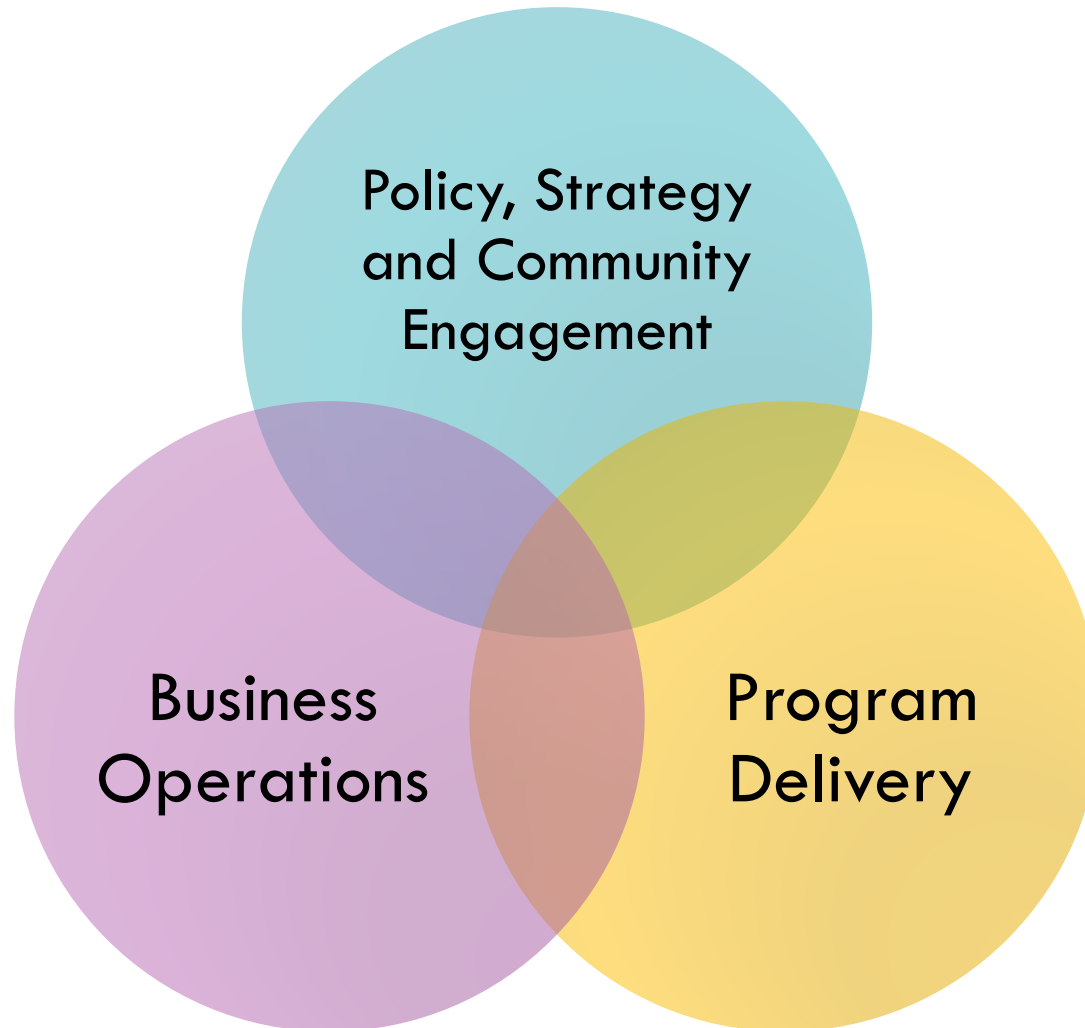 Policy, Strategy
and Community
Engagement
Business
Operations
Program
Delivery